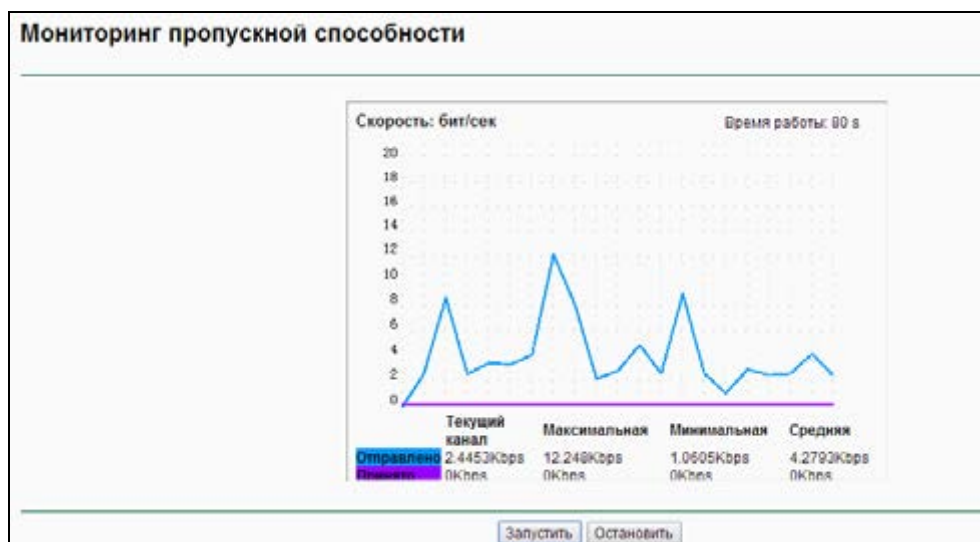 Мониторинг пропускной способности
Скорость: бит/сек Время работы: 80 s
20
18
16
14
12
10
8
6
4
2
0
Текущий канал Максимальная Минимальная Средняя
Отправлено 2.4453Kbps 12.248Kbps 1.0605Kbps 4.2793Kbps
Принято 0Kbps 0Kbps 0Kbps 0Kbps
Запустить Остановить